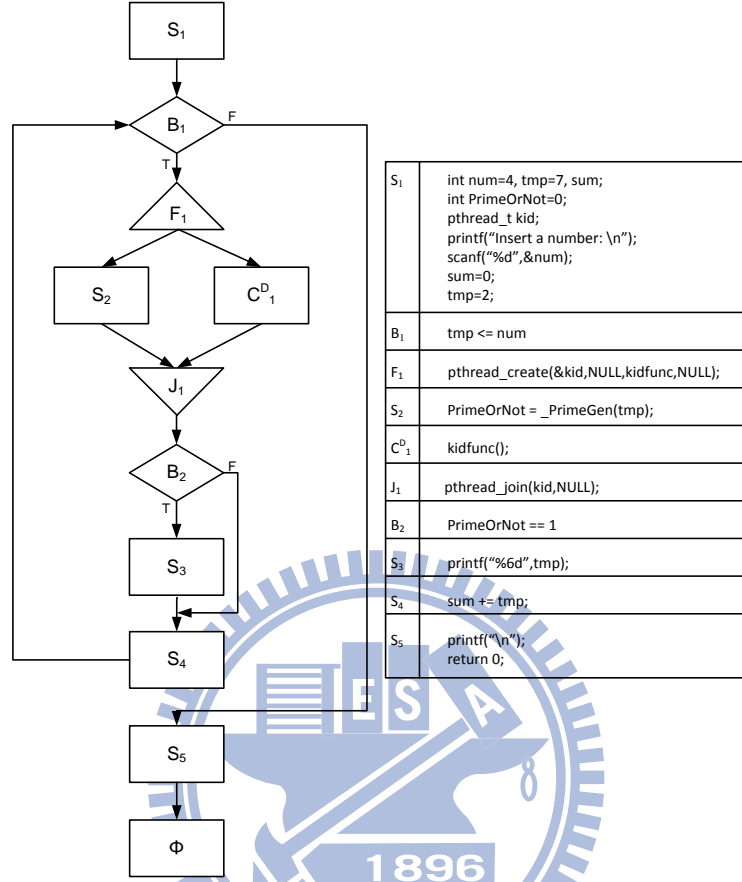 S1
B1
F
T
F1
S2
C^D_1
J1
B2
F
T
S3
S4
S5
Φ
S1 int num=4, tmp=7, sum;
int PrimeOrNot=0;
pthread_t kid;
printf(“Insert a number: \n”);
scanf(“%d”,&num);
sum=0;
tmp=2;
B1 tmp <= num
F1 pthread_create(&kid,NULL,kidfunc,NULL);
S2 PrimeOrNot = _PrimeGen(tmp);
C^D_1 kidfunc();
J1 pthread_join(kid,NULL);
B2 PrimeOrNot == 1
S3 printf(“%6d”,tmp);
S4 sum += tmp;
S5 printf(“\n”);
return 0;
E S A
8
1896